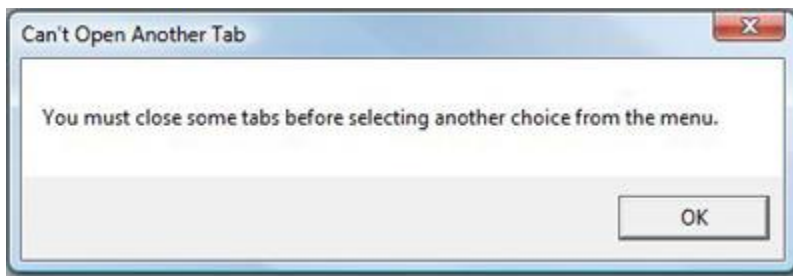 Can't Open Another Tab
You must close some tabs before selecting another choice from the menu.
OK